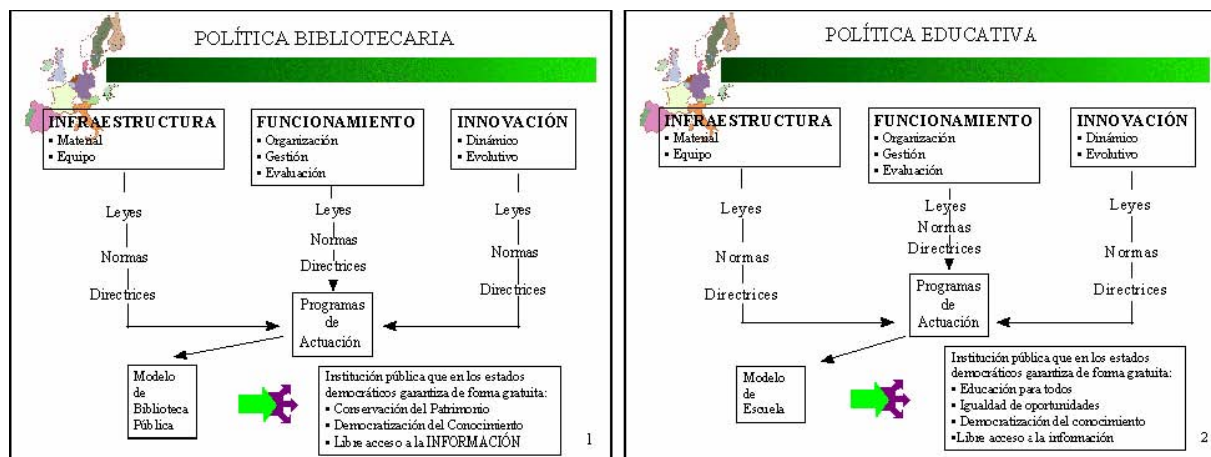 POLÍTICA BIBLIOTECARIA
INFRAESTRUCTURA
▪ Material
▪ Equipo
FUNCIONAMIENTO
▪ Organización
▪ Gestión
▪ Evaluación
INNOVACIÓN
▪ Dinámico
▪ Evolutivo
Leyes
Normas
Directrices
Leyes
Normas
Directrices
Leyes
Normas
Directrices
Programas
de
Actuación
Modelo
de
Biblioteca
Pública
Institución pública que en los estados
democráticos garantiza de forma gratuita:
▪ Conservación del Patrimonio
▪ Democratización del Conocimiento
▪ Libre acceso a la INFORMACIÓN
1
POLÍTICA EDUCATIVA
INFRAESTRUCTURA
▪ Material
▪ Equipo
FUNCIONAMIENTO
▪ Organización
▪ Gestión
▪ Evaluación
INNOVACIÓN
▪ Dinámico
▪ Evolutivo
Leyes
Normas
Directrices
Leyes
Normas
Directrices
Leyes
Normas
Directrices
Programas
de
Actuación
Modelo
de
Escuela
Institución pública que en los estados
democráticos garantiza de forma gratuita:
▪ Educación para todos
▪ Igualdad de oportunidades
▪ Democratización del conocimiento
▪Libre acceso a la información
2